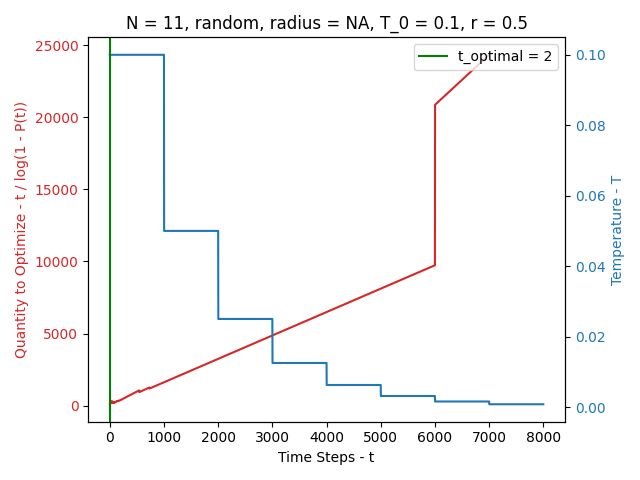 N = 11, random, radius = NA, T_0 = 0.1, r = 0.5
t_optimal = 2
Quantity to Optimize - t / log(1 - P(t))
25000
20000
15000
10000
5000
0
0.10
0.08
0.06
0.04
0.02
0.00
Temperature - T
0 1000 2000 3000 4000 5000 6000 7000 8000
Time Steps - t